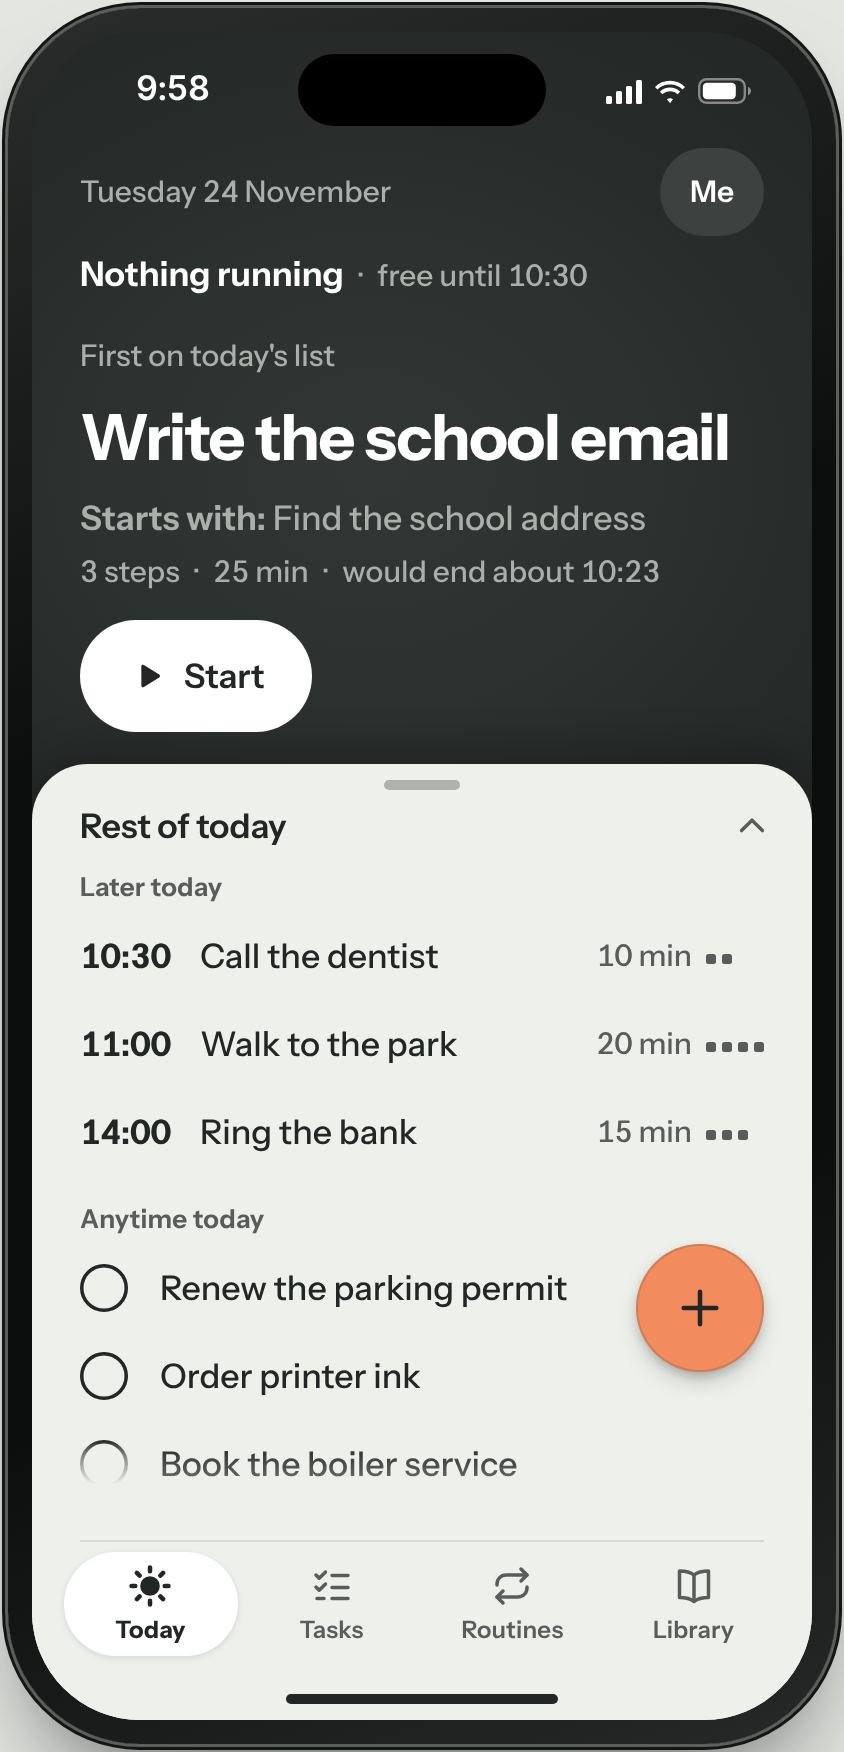 9:58
Tuesday 24 November
Me
Nothing running · free until 10:30
First on today's list
Write the school email
Starts with: Find the school address
3 steps · 25 min · would end about 10:23
Start
Rest of today
Later today
10:30 Call the dentist 10 min
11:00 Walk to the park 20 min
14:00 Ring the bank 15 min
Anytime today
Renew the parking permit
Order printer ink
Book the boiler service
Today Tasks Routines Library